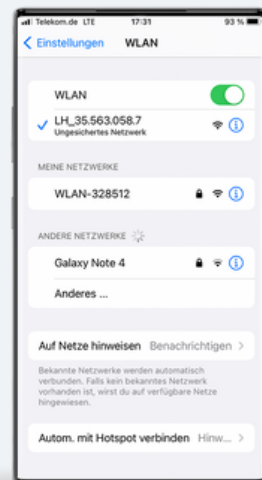 Telekom.de LTE 17:31 93 %
Einstellungen WLAN
WLAN
LH_35.563.058.7
Ungesichertes Netzwerk
MEINE NETZWERKE
WLAN-328512
ANDERE NETZWERKE
Galaxy Note 4
Anderes ...
Auf Netze hinweisen Benachrichtigen
Bekannte Netzwerke werden automatisch
verbunden. Falls kein bekanntes Netzwerk
vorhanden ist, wirst du auf verfügbare Netze
hingewiesen.
Autom. mit Hotspot verbinden Hinw...